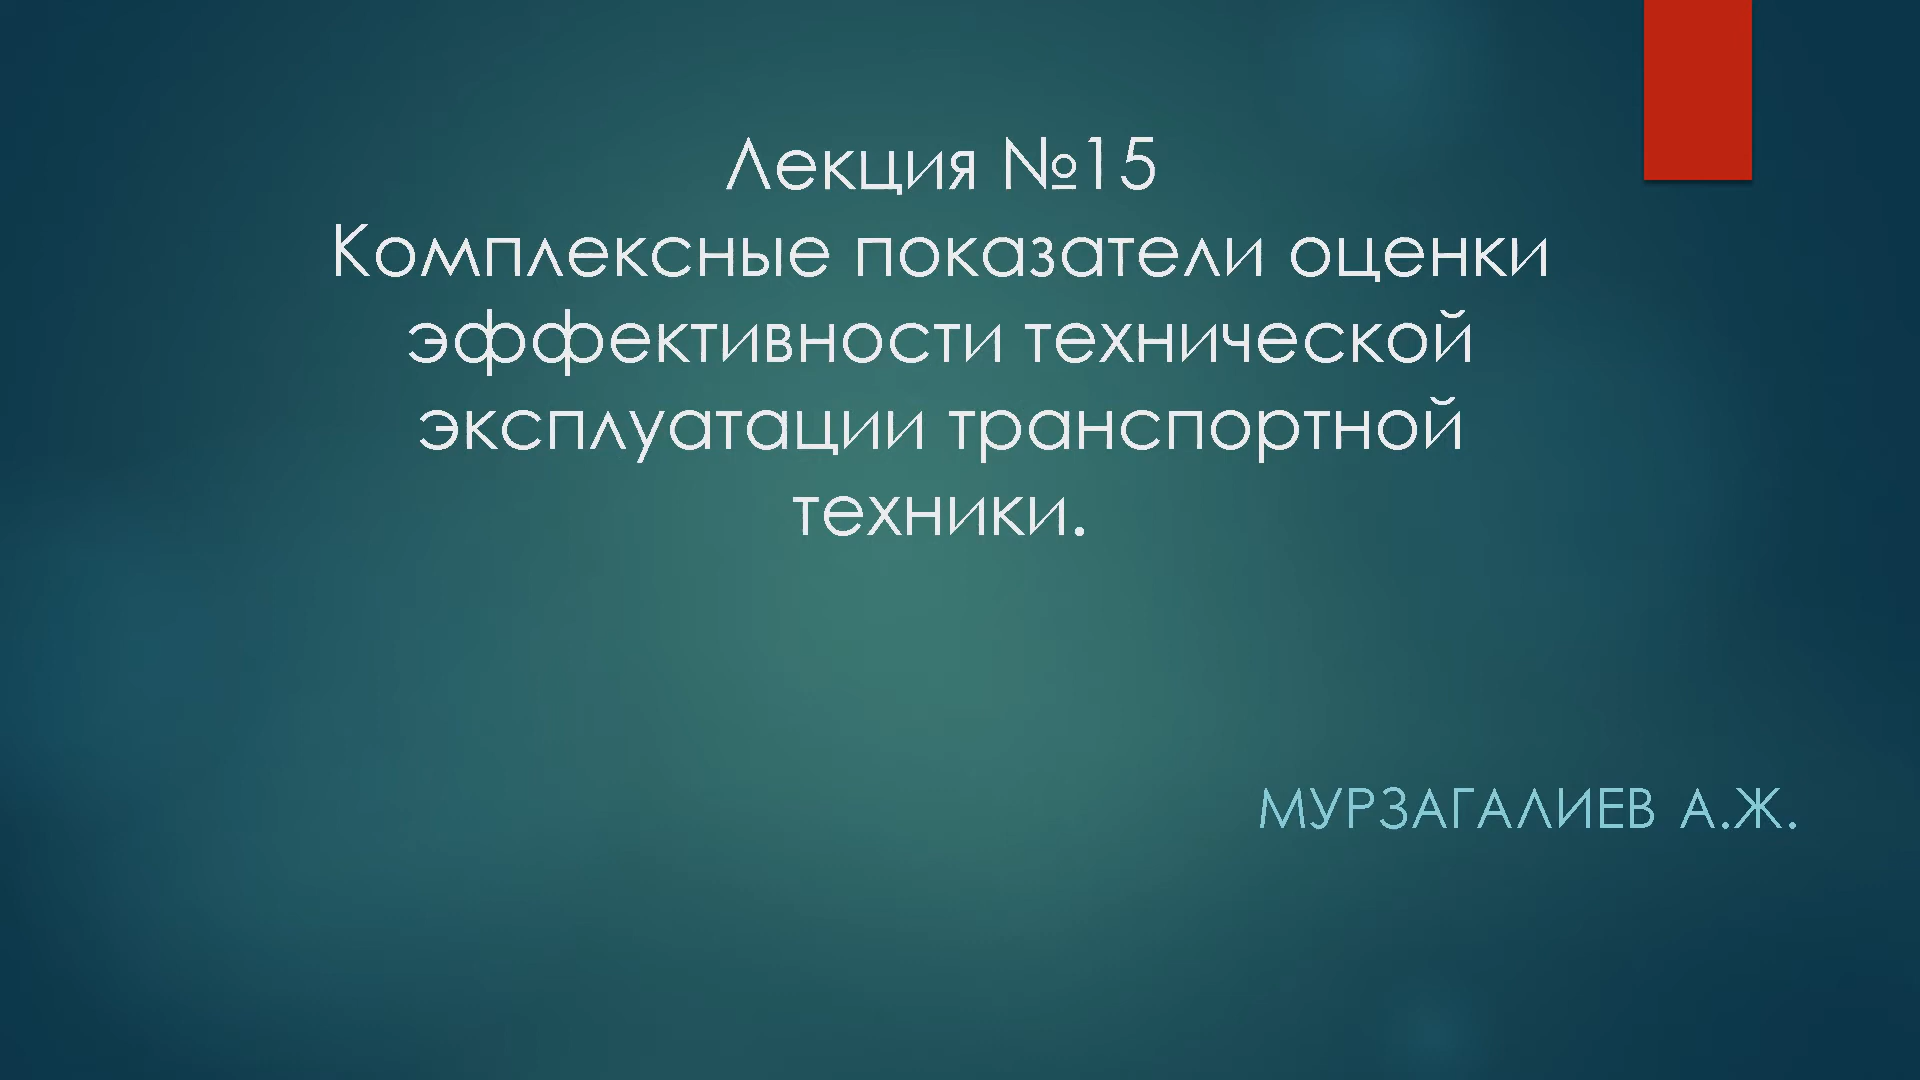 Лекция №15
Комплексные показатели оценки
эффективности технической
эксплуатации транспортной
техники.
МУРЗАГАЛИЕВ А.Ж.